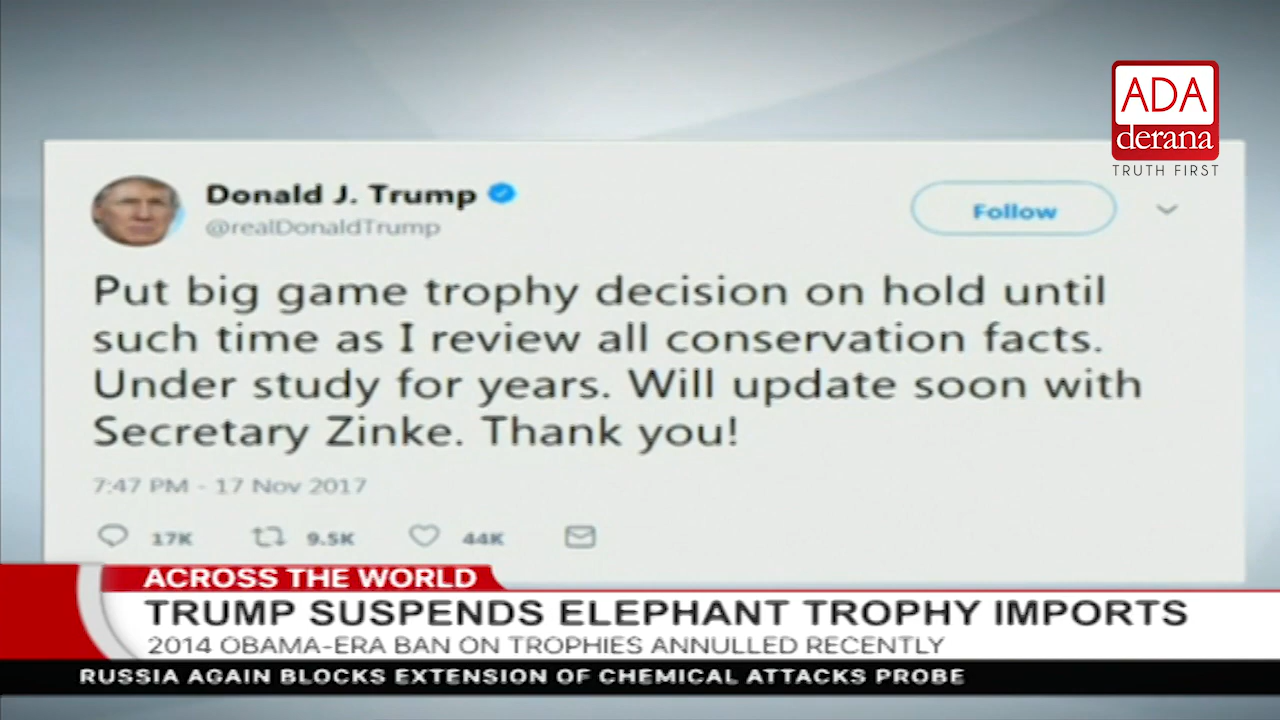 ADA
derana
TRUTH FIRST
Donald J. Trump
@realDonaldTrump
Follow
Put big game trophy decision on hold until
such time as I review all conservation facts.
Under study for years. Will update soon with
Secretary Zinke. Thank you!
7:47 PM - 17 Nov 2017
17K 9.5K 44K
ACROSS THE WORLD
TRUMP SUSPENDS ELEPHANT TROPHY IMPORTS
2014 OBAMA-ERA BAN ON TROPHIES ANNULLED RECENTLY
RUSSIA AGAIN BLOCKS EXTENSION OF CHEMICAL ATTACKS PROBE